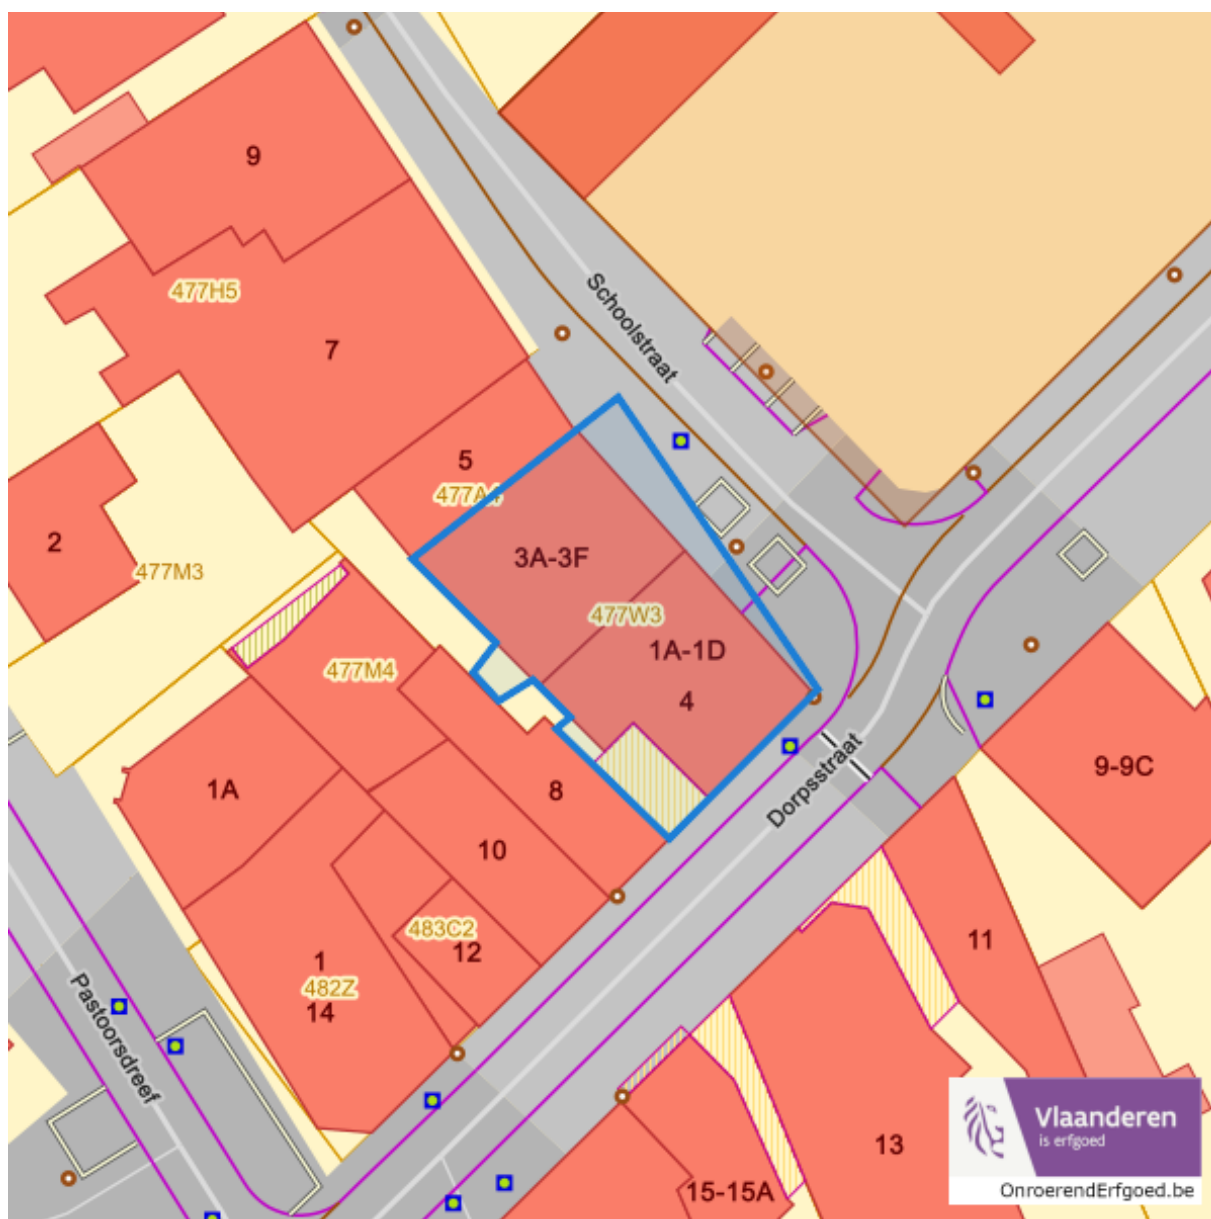 9
477H5
Schoolstraat
7
5
477A4
2
477M3
3A-3F
477W3
1A-1D
477M4
4
9-9C
1A
8
Dorpsstraat
10
483C2
12
11
1
482Z
14
Pastoorsdreef
13
15-15A
Vlaanderen
is erfgoed
OnroerendErfgoed.be